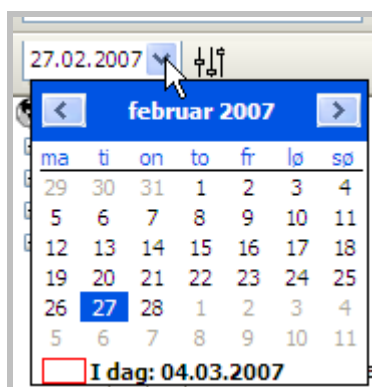 27.02.2007
februar 2007
ma ti on to fr lø sø
29 30 31 1 2 3 4
5 6 7 8 9 10 11
12 13 14 15 16 17 18
19 20 21 22 23 24 25
26 27 28 1 2 3 4
5 6 7 8 9 10 11
I dag: 04.03.2007